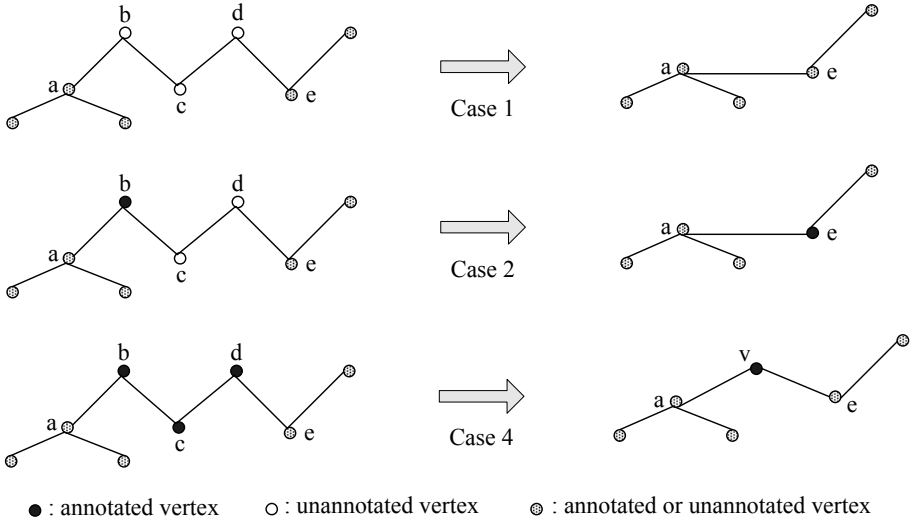 b d
a c e
Case 1
a e
b d
a c e
Case 2
a e
b d
a c e
Case 4
v
a e
: annotated vertex : unannotated vertex : annotated or unannotated vertex